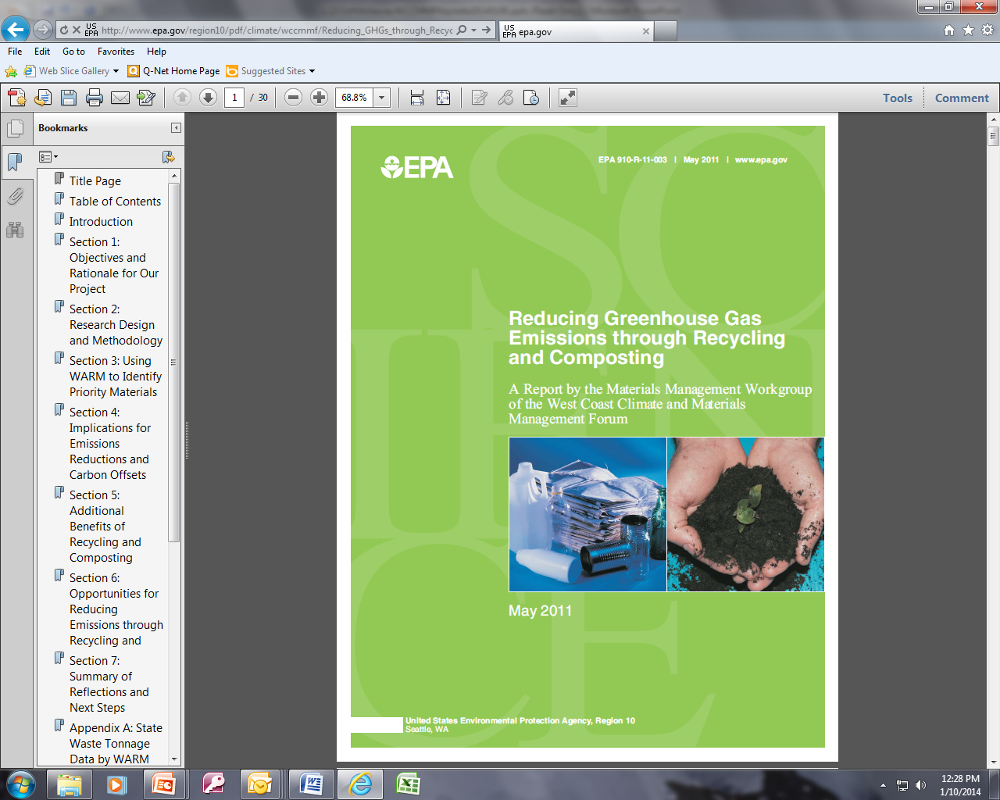 US EPA
http://www.epa.gov/region10/pdf/climate/wccmmf/Reducing_GHGs_through_Recyc
US EPA epa.gov
File Edit Go to Favorites Help
Web Slice Gallery Q-Net Home Page Suggested Sites
1 / 30 68.8% Tools Comment
Bookmarks
Title Page
Table of Contents
Introduction
Section 1:
Objectives and
Rationale for Our
Project
Section 2:
Research Design
and Methodology
Section 3: Using
WARM to Identify
Priority Materials
Section 4:
Implications for
Emissions
Reductions and
Carbon Offsets
Section 5:
Additional
Benefits of
Recycling and
Composting
Section 6:
Opportunities for
Reducing
Emissions through
Recycling and
Section 7:
Summary of
Reflections and
Next Steps
Appendix A: State
Waste Tonnage
Data by WARM
EPA
EPA 910-R-11-003 I May 2011 I www.epa.gov
SC
IEN
CE
Reducing Greenhouse Gas
Emissions through Recycling
and Composting
A Report by the Materials Management Workgroup
of the West Coast Climate and Materials
Management Forum
May 2011
United States Environmental Protection Agency, Region 10
Seattle, WA
12:28 PM
1/10/2014